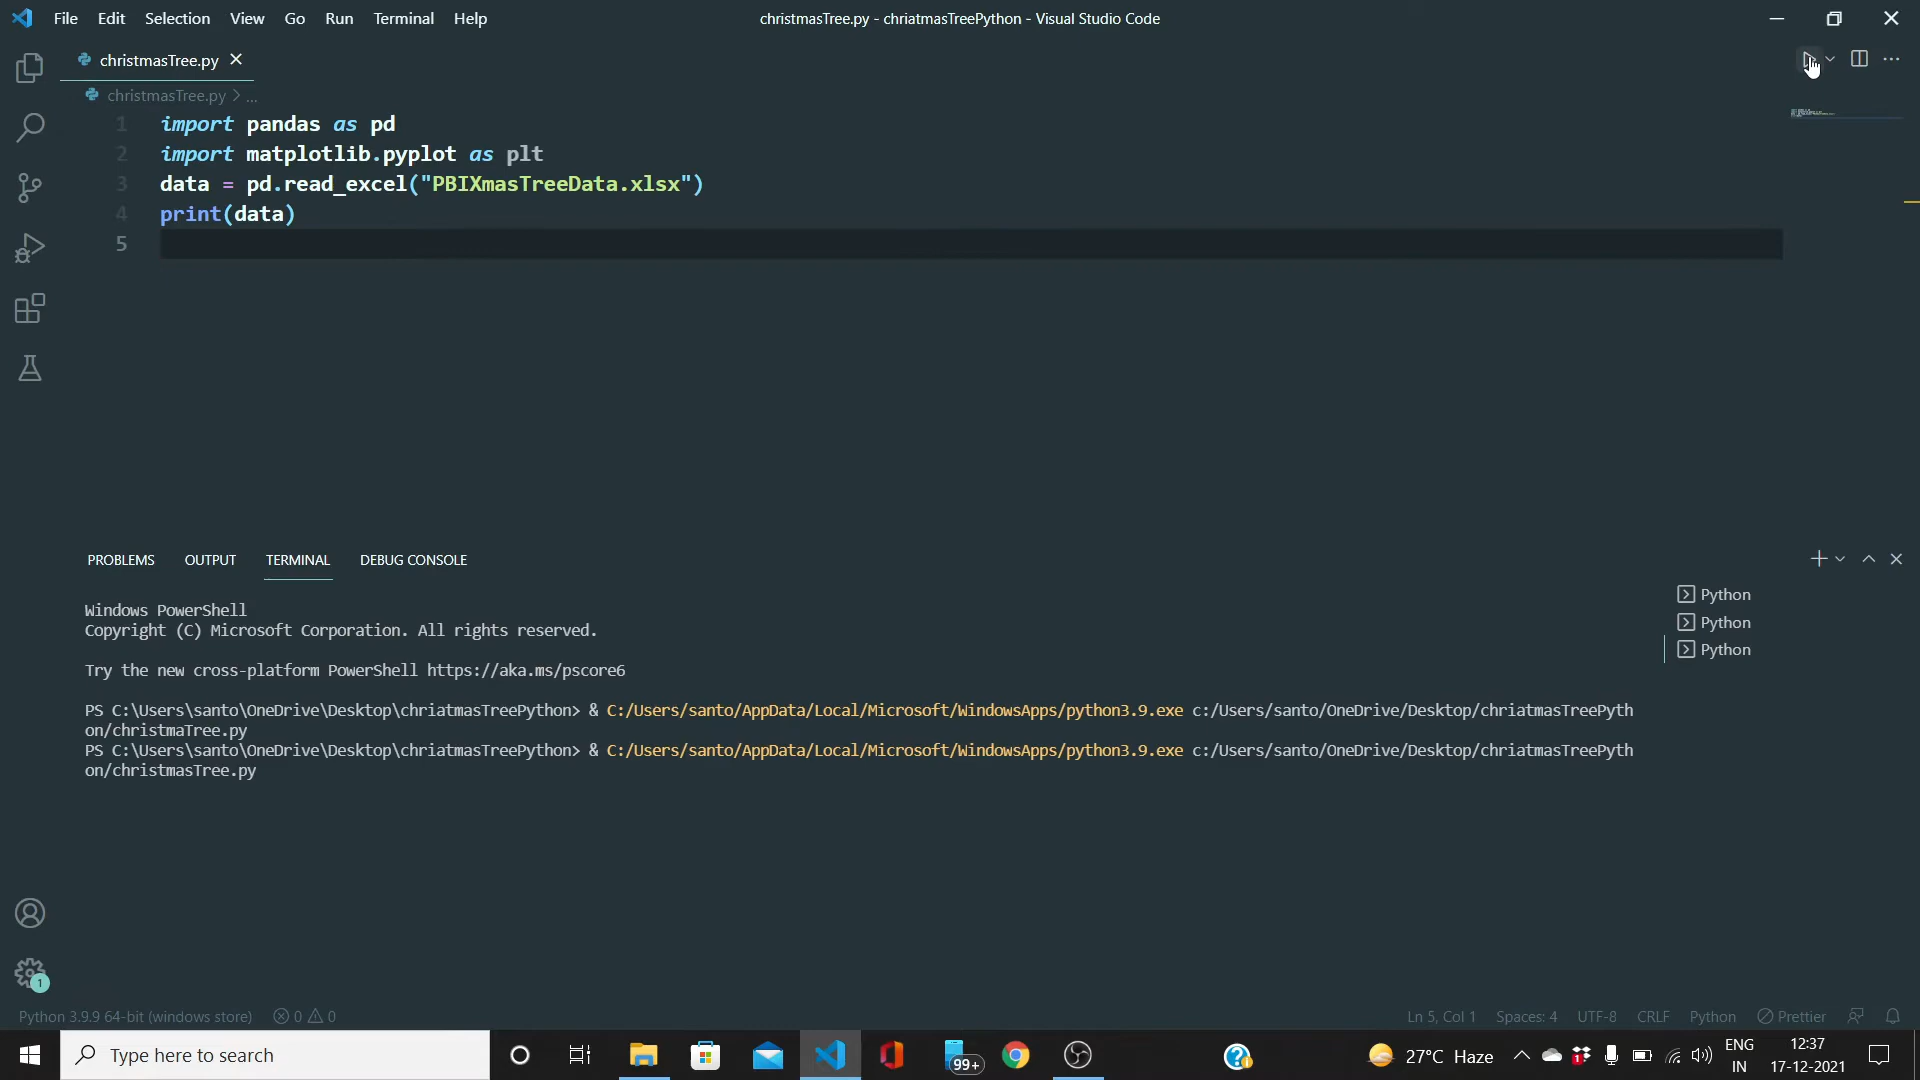 File Edit Selection View Go Run Terminal Help
christmasTree.py - chriatmasTreePython - Visual Studio Code
christmasTree.py
christmasTree.py > ...
1 import pandas as pd
2 import matplotlib.pyplot as plt
3 data = pd.read_excel("PBIXmasTreeData.xlsx")
4 print(data)
5
PROBLEMS OUTPUT TERMINAL DEBUG CONSOLE
Python
Python
Python
Windows PowerShell
Copyright (C) Microsoft Corporation. All rights reserved.
Try the new cross-platform PowerShell https://aka.ms/pscore6
PS C:\Users\santo\OneDrive\Desktop\chriatmasTreePython> & C:/Users/santo/AppData/Local/Microsoft/WindowsApps/python3.9.exe c:/Users/santo/OneDrive/Desktop/chriatmasTreePyth
on/christmaTree.py
PS C:\Users\santo\OneDrive\Desktop\chriatmasTreePython> & C:/Users/santo/AppData/Local/Microsoft/WindowsApps/python3.9.exe c:/Users/santo/OneDrive/Desktop/chriatmasTreePyth
on/christmasTree.py
1
Python 3.9.9 64-bit (windows store) 0 0
Ln 5, Col 1 Spaces: 4 UTF-8 CRLF Python Prettier
Type here to search
99+
27°C Haze
1
ENG
IN
12:37
17-12-2021